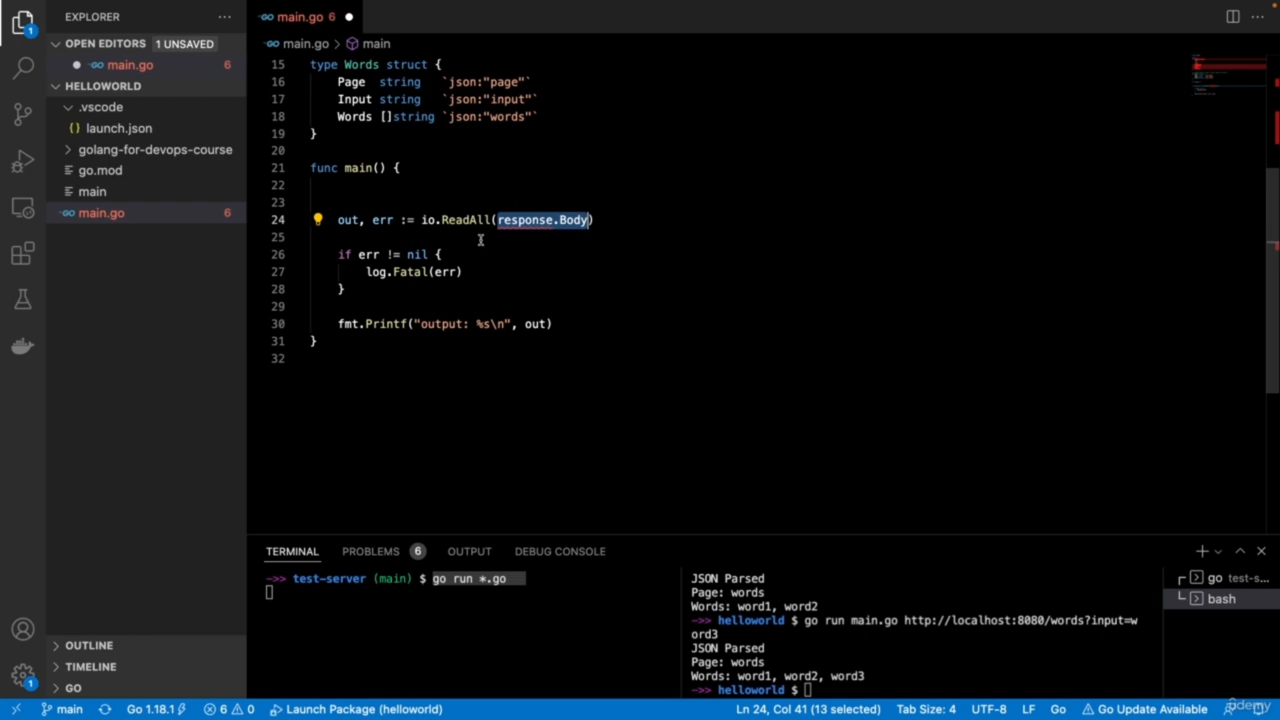 EXPLORER
OPEN EDITORS 1 UNSAVED
main.go 6
HELLOWORLD
.vscode
launch.json
golang-for-devops-course
go.mod
main
main.go 6
OUTLINE
TIMELINE
GO
main.go 6
main.go > main
15 type Words struct {
16 Page string `json:"page"`
17 Input string `json:"input"`
18 Words []string `json:"words"`
19 }
20
21 func main() {
22
23
24 out, err := io.ReadAll(response.Body)
25
26 if err != nil {
27 log.Fatal(err)
28 }
29
30 fmt.Printf("output: %s\n", out)
31 }
32
TERMINAL PROBLEMS 6 OUTPUT DEBUG CONSOLE
->> test-server (main) $ go run *.go
JSON Parsed
Page: words
Words: word1, word2
->> helloworld $ go run main.go http://localhost:8080/words?input=w
ord3
JSON Parsed
Page: words
Words: word1, word2, word3
->> helloworld $
go test-s...
bash
1
1
main Go 1.18.1 6 0 Launch Package (helloworld) Ln 24, Col 41 (13 selected) Tab Size: 4 UTF-8 LF Go Go Update Available
udemy